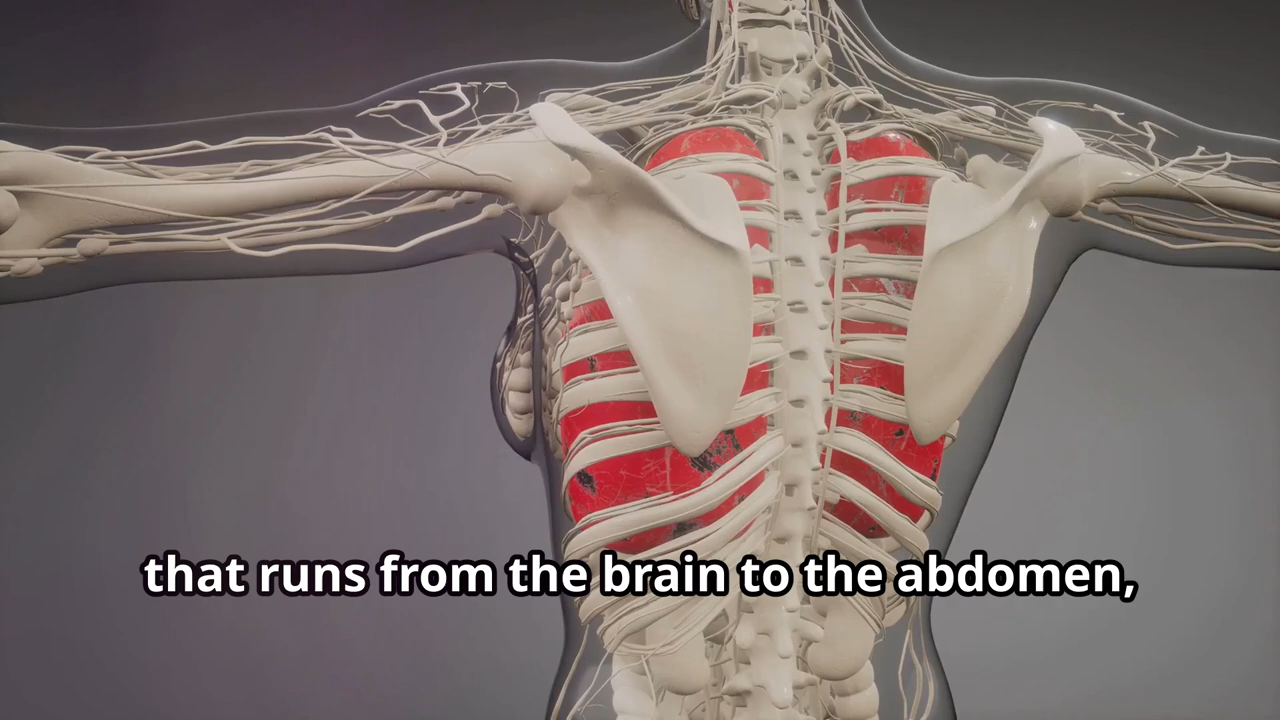 that runs from the brain to the abdomen,